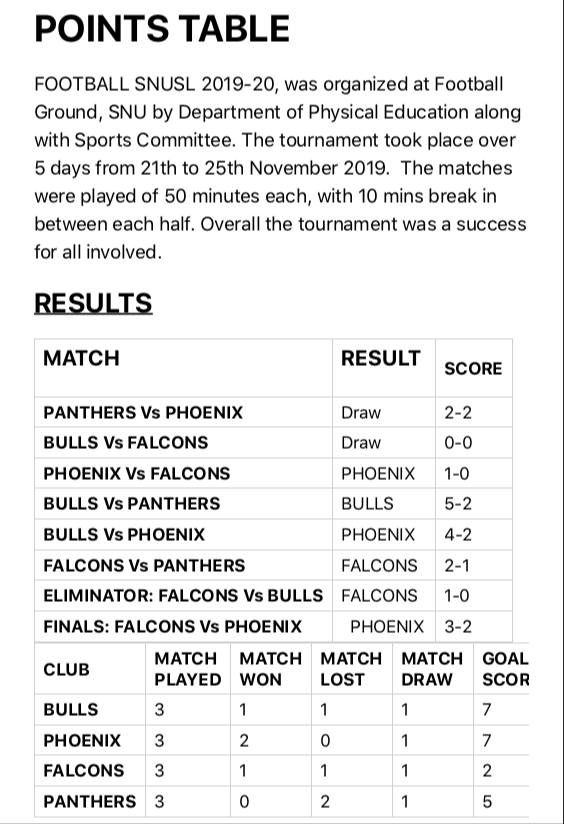 POINTS TABLE
FOOTBALL SNUSL 2019-20, was organized at Football
Ground, SNU by Department of Physical Education along
with Sports Committee. The tournament took place over
5 days from 21th to 25th November 2019.  The matches
were played of 50 minutes each, with 10 mins break in
between each half. Overall the tournament was a success
for all involved.
RESULTS
MATCH RESULT SCORE
PANTHERS Vs PHOENIX Draw 2-2
BULLS Vs FALCONS Draw 0-0
PHOENIX Vs FALCONS PHOENIX 1-0
BULLS Vs PANTHERS BULLS 5-2
BULLS Vs PHOENIX PHOENIX 4-2
FALCONS Vs PANTHERS FALCONS 2-1
ELIMINATOR: FALCONS Vs BULLS FALCONS 1-0
FINALS: FALCONS Vs PHOENIX PHOENIX 3-2
CLUB MATCH PLAYED MATCH WON MATCH LOST MATCH DRAW GOAL SCOR
BULLS 3 1 1 1 7
PHOENIX 3 2 0 1 7
FALCONS 3 1 1 1 2
PANTHERS 3 0 2 1 5